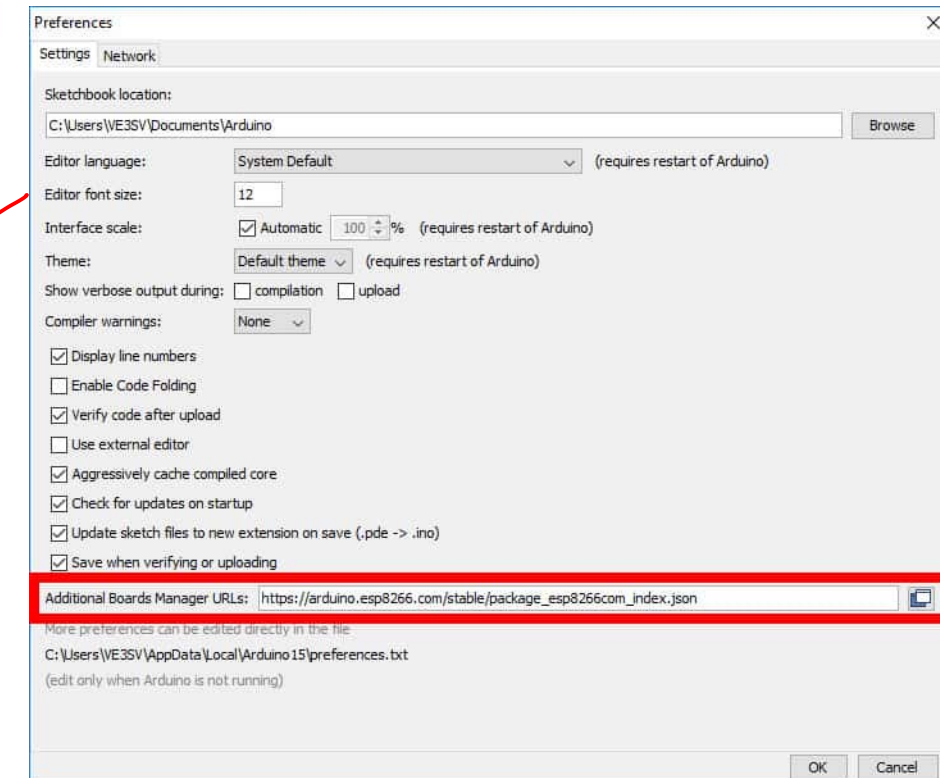 Preferences
Settings Network
Sketchbook location:
C:\Users\VE3SV\Documents\Arduino Browse
Editor language: System Default (requires restart of Arduino)
Editor font size: 12
Interface scale: Automatic 100 % (requires restart of Arduino)
Theme: Default theme (requires restart of Arduino)
Show verbose output during: compilation upload
Compiler warnings: None
Display line numbers
Enable Code Folding
Verify code after upload
Use external editor
Aggressively cache compiled core
Check for updates on startup
Update sketch files to new extension on save (.pde -> .ino)
Save when verifying or uploading
Additional Boards Manager URLs: https://arduino.esp8266.com/stable/package_esp8266com_index.json
More preferences can be edited directly in the file
C:\Users\VE3SV\AppData\Local\Arduino15\preferences.txt
(edit only when Arduino is not running)
OK Cancel